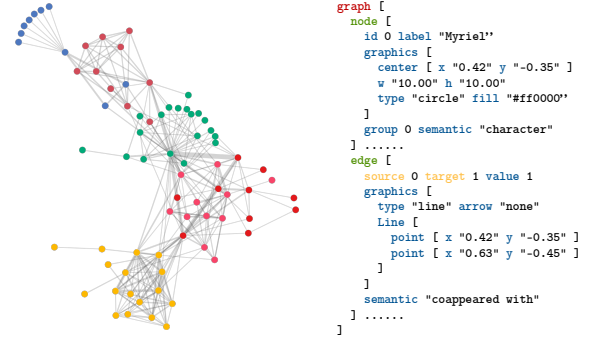 graph [
node [
id 0 label "Myriel”
graphics [
center [ x "0.42" y "-0.35" ]
w "10.00" h "10.00"
type "circle" fill "#ff0000”
]
group 0 semantic "character"
] ......
edge [
source 0 target 1 value 1
graphics [
type "line" arrow "none"
Line [
point [ x "0.42" y "-0.35" ]
point [ x "0.63" y "-0.45" ]
]
]
semantic "coappeared with"
] ......
]